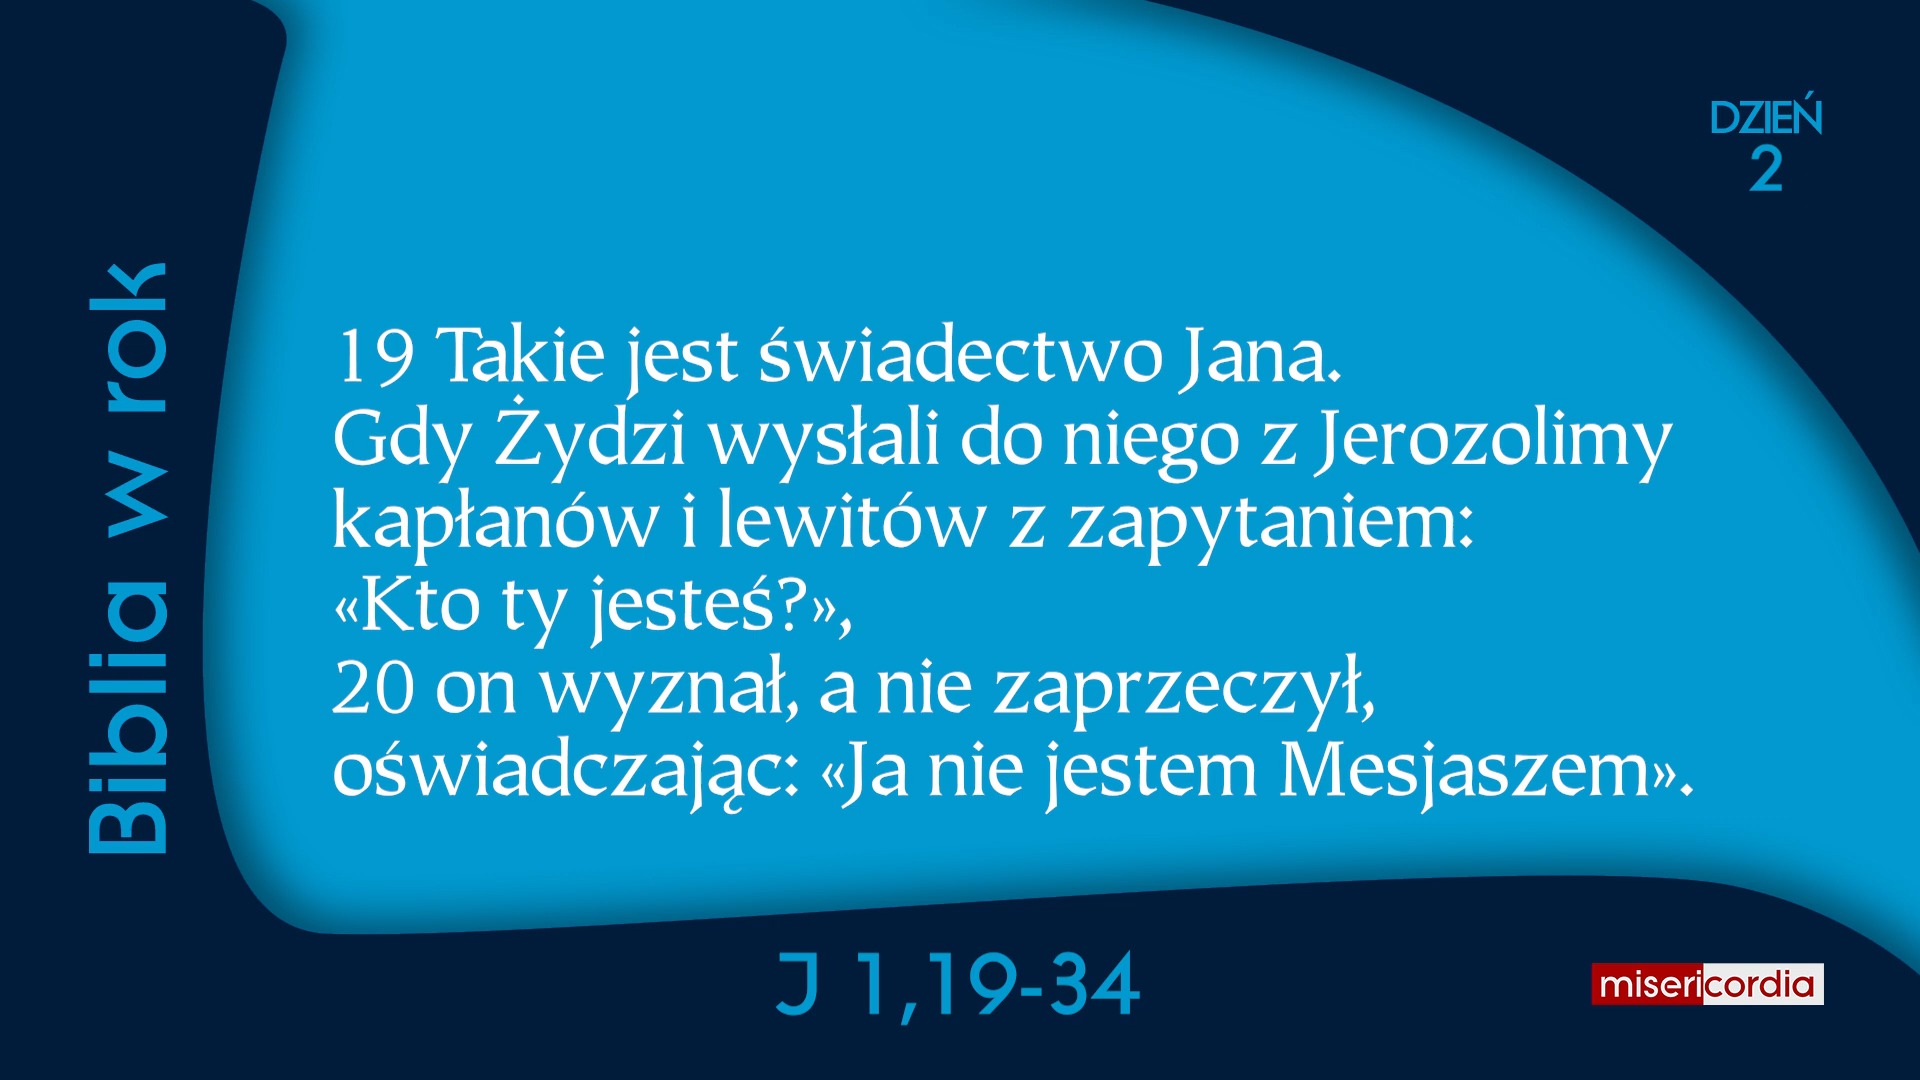 DZIEŃ
2
Biblia w rok
19 Takie jest świadectwo Jana.
Gdy Żydzi wysłali do niego z Jerozolimy
kapłanów i lewitów z zapytaniem:
«Kto ty jesteś?»,
20 on wyznał, a nie zaprzeczył,
oświadczając: «Ja nie jestem Mesjaszem».
J 1,19-34
misericordia